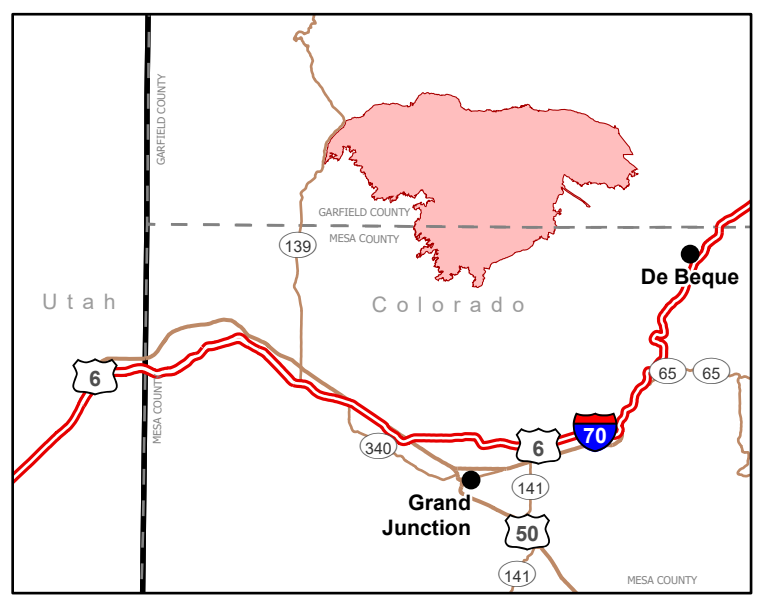 GARFIELD COUNTY
GARFIELD COUNTY
MESA COUNTY
139
De Beque
Utah
Colorado
6
65
65
MESA COUNTY
70
6
340
141
Grand
Junction
50
141
MESA COUNTY